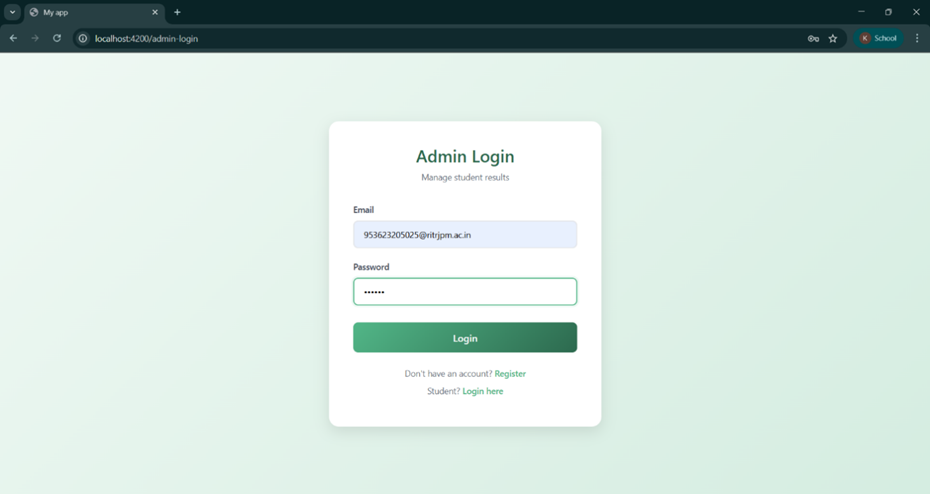 My app
localhost:4200/admin-login
K School
Admin Login
Manage student results
Email
953623205025@ritrjpm.ac.in
Password
••••••
Login
Don't have an account? Register
Student? Login here